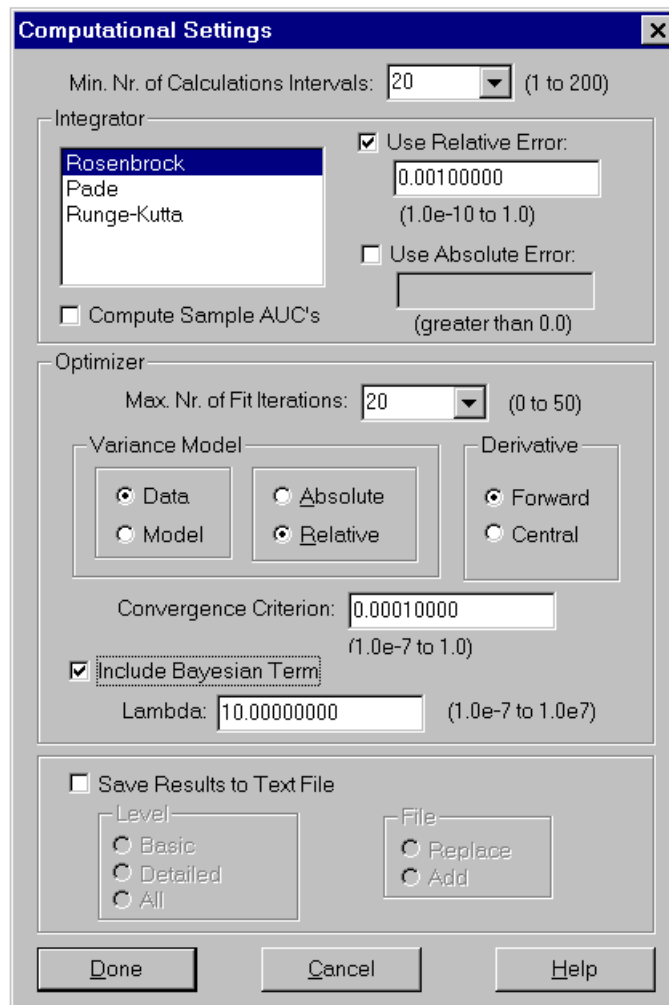 Computational Settings
Min. Nr. of Calculations Intervals: 20 (1 to 200)
Integrator
Rosenbrock
Pade
Runge-Kutta
Use Relative Error:
0.00100000
(1.0e-10 to 1.0)
Use Absolute Error:
(greater than 0.0)
Compute Sample AUC's
Optimizer
Max. Nr. of Fit Iterations: 20 (0 to 50)
Variance Model
Data
Model
Absolute
Relative
Derivative
Forward
Central
Convergence Criterion: 0.00010000
(1.0e-7 to 1.0)
Include Bayesian Term
Lambda: 10.00000000 (1.0e-7 to 1.0e7)
Save Results to Text File
Level
Basic
Detailed
All
File
Replace
Add
Done Cancel Help